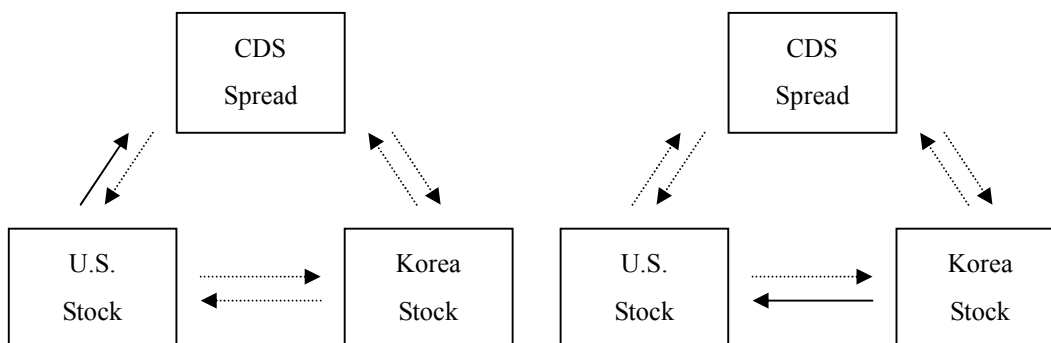 CDS
Spread
U.S.
Stock
Korea
Stock
CDS
Spread
U.S.
Stock
Korea
Stock